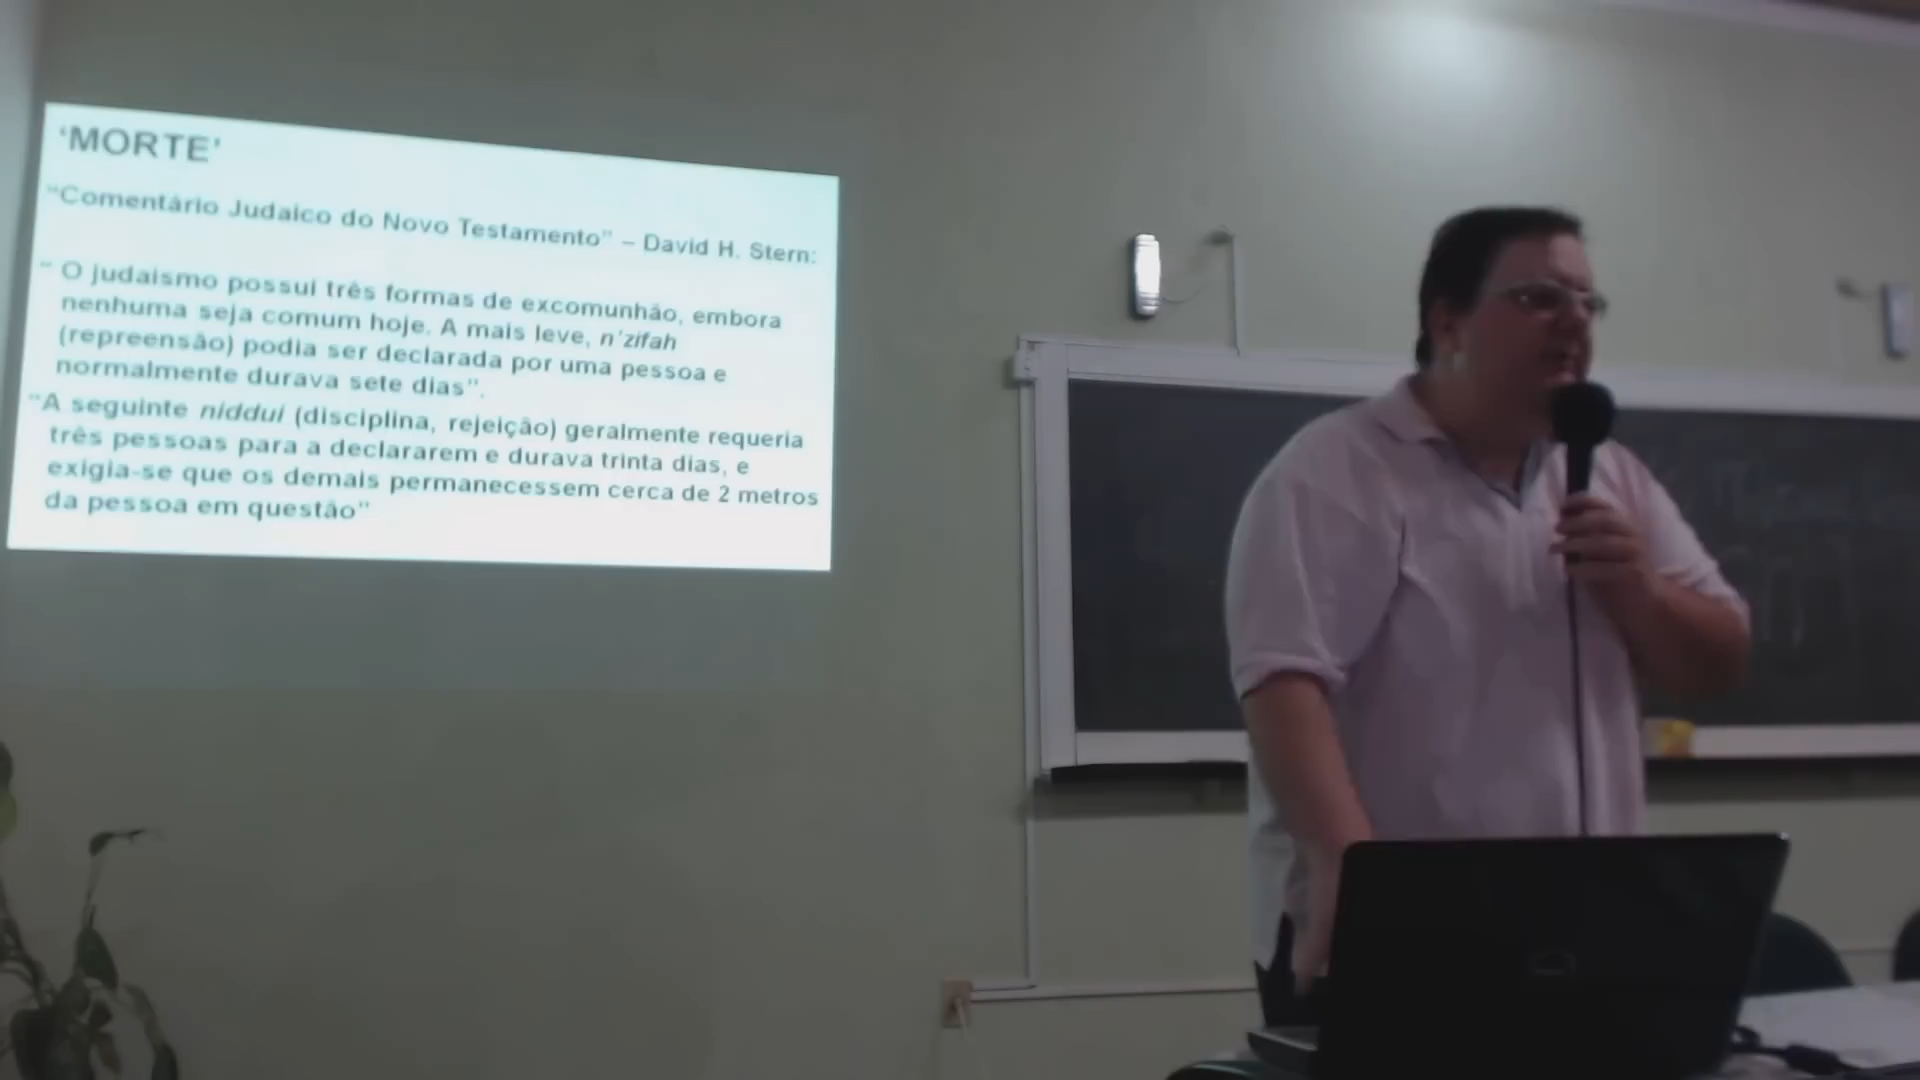 ‘MORTE’
“Comentário Judaico do Novo Testamento” – David H. Stern:
“ O judaísmo possui três formas de excomunhão, embora
nenhuma seja comum hoje. A mais leve, n’zifah
(repreensão) podia ser declarada por uma pessoa e
normalmente durava sete dias”.
“A seguinte niddui (disciplina, rejeição) geralmente requeria
três pessoas para a declararem e durava trinta dias, e
exigia-se que os demais permanecessem cerca de 2 metros
da pessoa em questão”